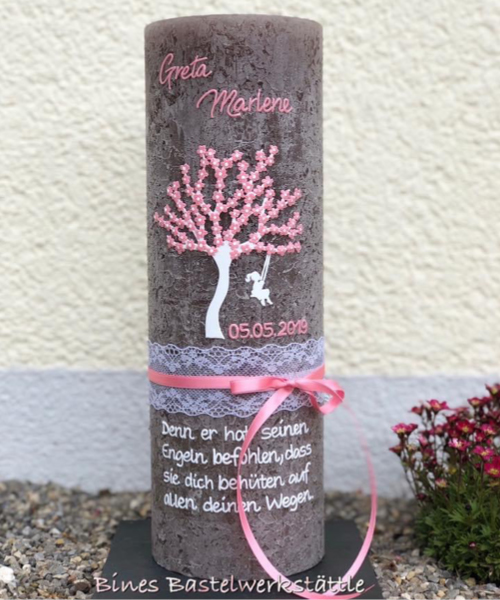 Greta
Marlene
05.05.2019
Denn er hat seinen
Engeln befohlen, dass
sie dich behüten auf
allen deinen Wegen.
Bines Bastelwerkstättle